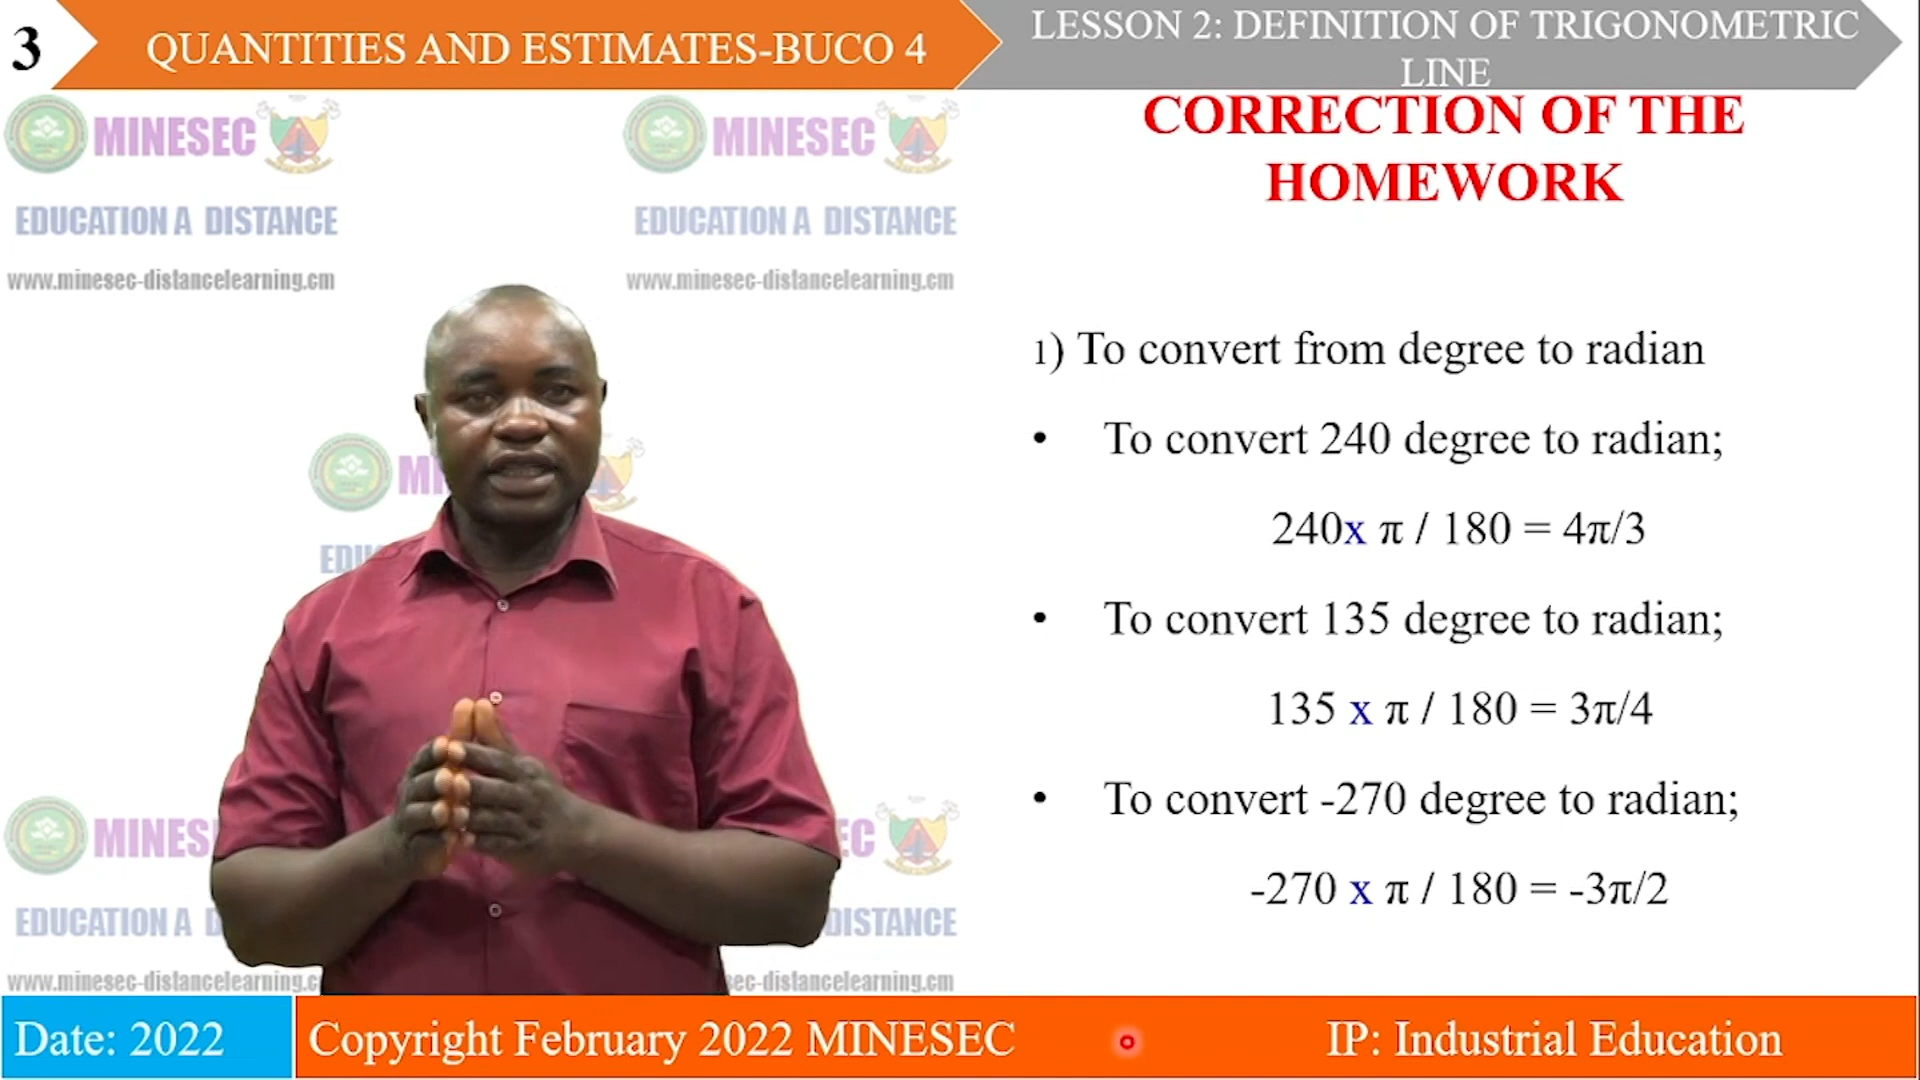 3
QUANTITIES AND ESTIMATES-BUCO 4
LESSON 2: DEFINITION OF TRIGONOMETRIC
LINE
MINESEC
EDUCATION A DISTANCE
www.minesec-distancelearning.cm
MINESEC
EDUCATION A DISTANCE
www.minesec-distancelearning.cm
CORRECTION OF THE
HOMEWORK
1) To convert from degree to radian
• To convert 240 degree to radian;
240x π / 180 = 4π/3
• To convert 135 degree to radian;
135 x π / 180 = 3π/4
• To convert -270 degree to radian;
-270 x π / 180 = -3π/2
EDUCATION A
DISTANCE
Date: 2022
Copyright February 2022 MINESEC
IP: Industrial Education